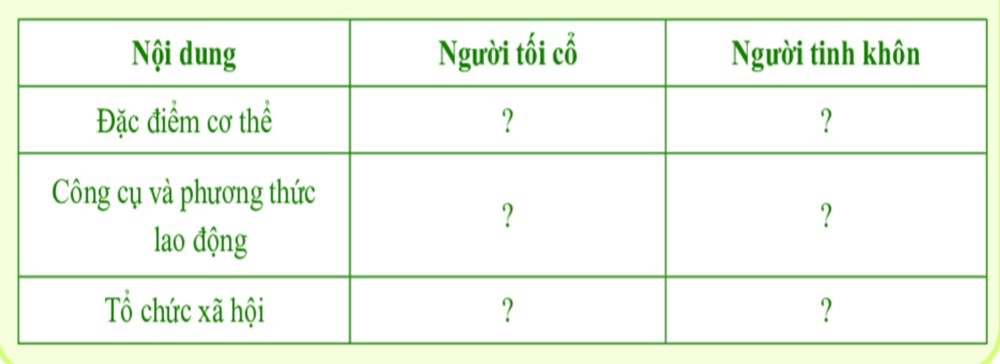 Nội dung Người tối cổ Người tinh khôn
Đặc điểm cơ thể ? ?
Công cụ và phương thức
lao động ? ?
Tổ chức xã hội ? ?